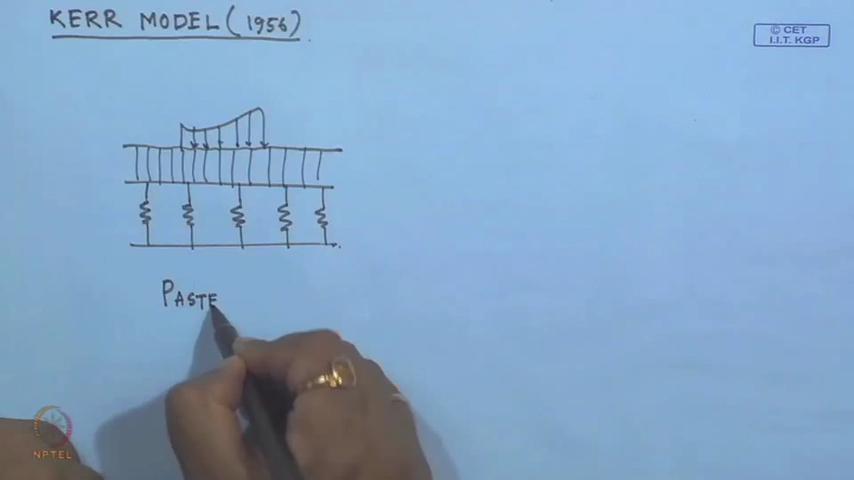 KERR MODEL (1956)
© CET
I.I.T. KGP
PASTE
NPTEL